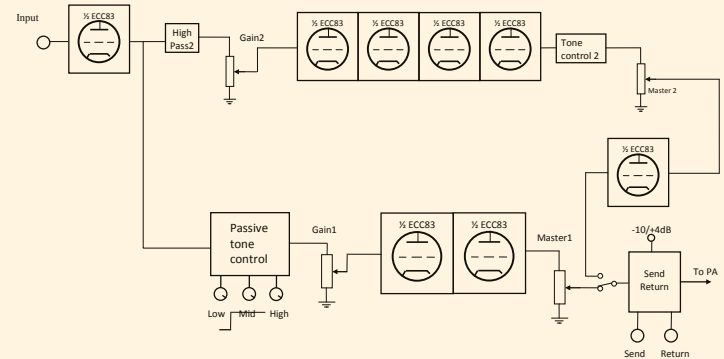 Input
½ ECC83
High
Pass2
Gain2
½ ECC83
½ ECC83
½ ECC83
½ ECC83
Tone
control 2
Master 2
½ ECC83
Passive
tone
control
Low
Mid
High
Gain1
½ ECC83
½ ECC83
Master1
-10/+4dB
Send
Return
To PA
Send
Return